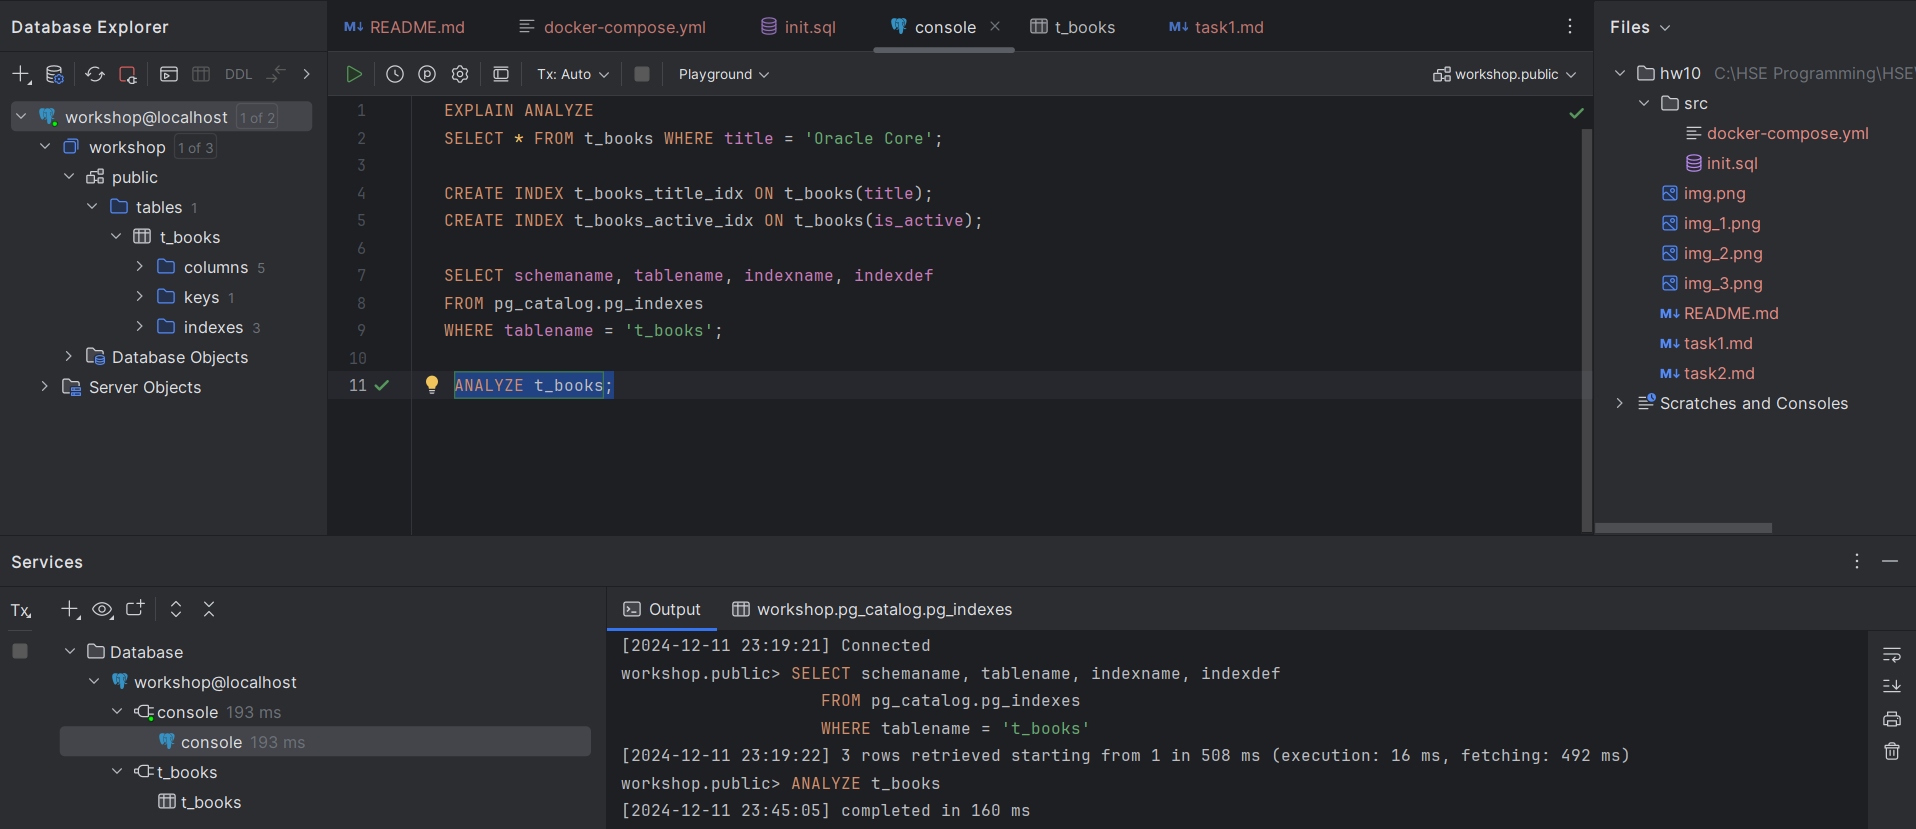 Database Explorer
DDL
workshop@localhost 1 of 2
workshop 1 of 3
public
tables 1
t_books
columns 5
keys 1
indexes 3
Database Objects
Server Objects
M↓ README.md
docker-compose.yml
init.sql
console
t_books
M↓ task1.md
Tx: Auto
Playground
workshop.public
1 EXPLAIN ANALYZE
2 SELECT * FROM t_books WHERE title = 'Oracle Core';
3
4 CREATE INDEX t_books_title_idx ON t_books(title);
5 CREATE INDEX t_books_active_idx ON t_books(is_active);
6
7 SELECT schemaname, tablename, indexname, indexdef
8 FROM pg_catalog.pg_indexes
9 WHERE tablename = 't_books';
10
11 ANALYZE t_books;
Files
hw10 C:\HSE Programming\HSE\
src
docker-compose.yml
init.sql
img.png
img_1.png
img_2.png
img_3.png
M↓ README.md
M↓ task1.md
M↓ task2.md
Scratches and Consoles
Services
Tx
Database
workshop@localhost
console 193 ms
console 193 ms
t_books
t_books
Output
workshop.pg_catalog.pg_indexes
[2024-12-11 23:19:21] Connected
workshop.public> SELECT schemaname, tablename, indexname, indexdef
FROM pg_catalog.pg_indexes
WHERE tablename = 't_books'
[2024-12-11 23:19:22] 3 rows retrieved starting from 1 in 508 ms (execution: 16 ms, fetching: 492 ms)
workshop.public> ANALYZE t_books
[2024-12-11 23:45:05] completed in 160 ms